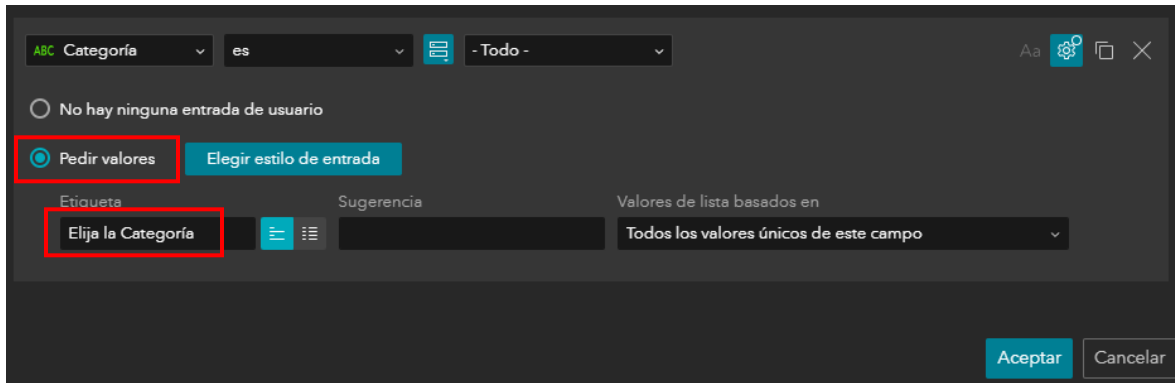 ABC Categoría es - Todo - Aa
No hay ninguna entrada de usuario
Pedir valores Elegir estilo de entrada
Etiqueta Sugerencia Valores de lista basados en
Elija la Categoría Todos los valores únicos de este campo
Aceptar Cancelar